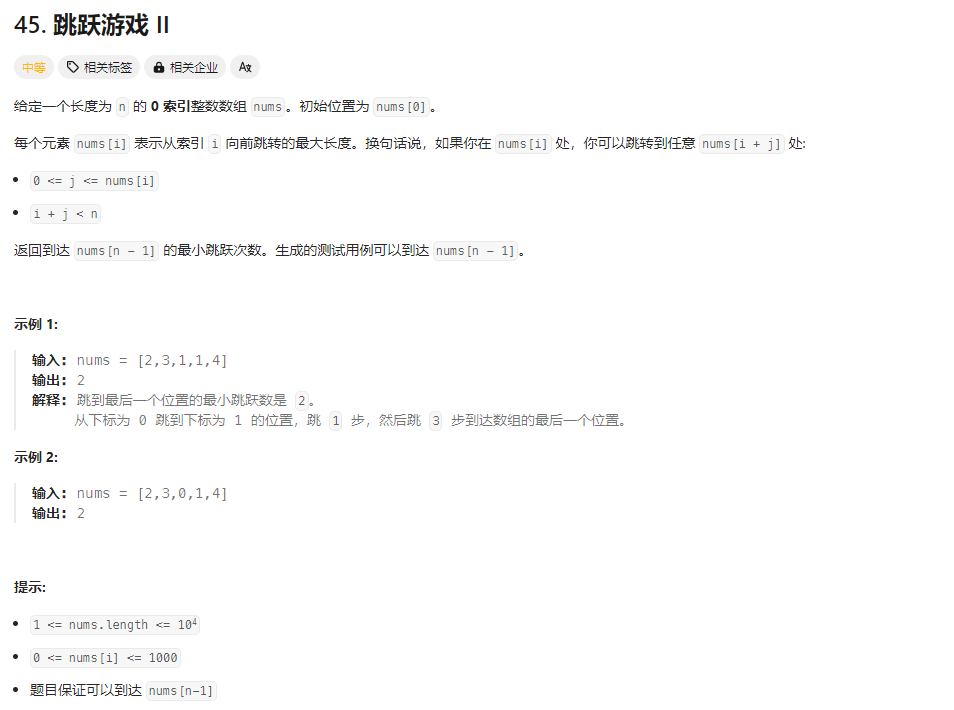 45. 跳跃游戏 II
中等 相关标签 相关企业 Aあ
给定一个长度为 n 的 0 索引整数数组 nums。初始位置为 nums[0]。
每个元素 nums[i] 表示从索引 i 向前跳转的最大长度。换句话说，如果你在 nums[i] 处，你可以跳转到任意 nums[i + j] 处:
• 0 <= j <= nums[i]
• i + j < n
返回到达 nums[n - 1] 的最小跳跃次数。生成的测试用例可以到达 nums[n - 1]。
示例 1:
输入: nums = [2,3,1,1,4]
输出: 2
解释: 跳到最后一个位置的最小跳跃数是 2。
从下标为 0 跳到下标为 1 的位置，跳 1 步，然后跳 3 步到达数组的最后一个位置。
示例 2:
输入: nums = [2,3,0,1,4]
输出: 2
提示:
• 1 <= nums.length <= 10⁴
• 0 <= nums[i] <= 1000
• 题目保证可以到达 nums[n-1]